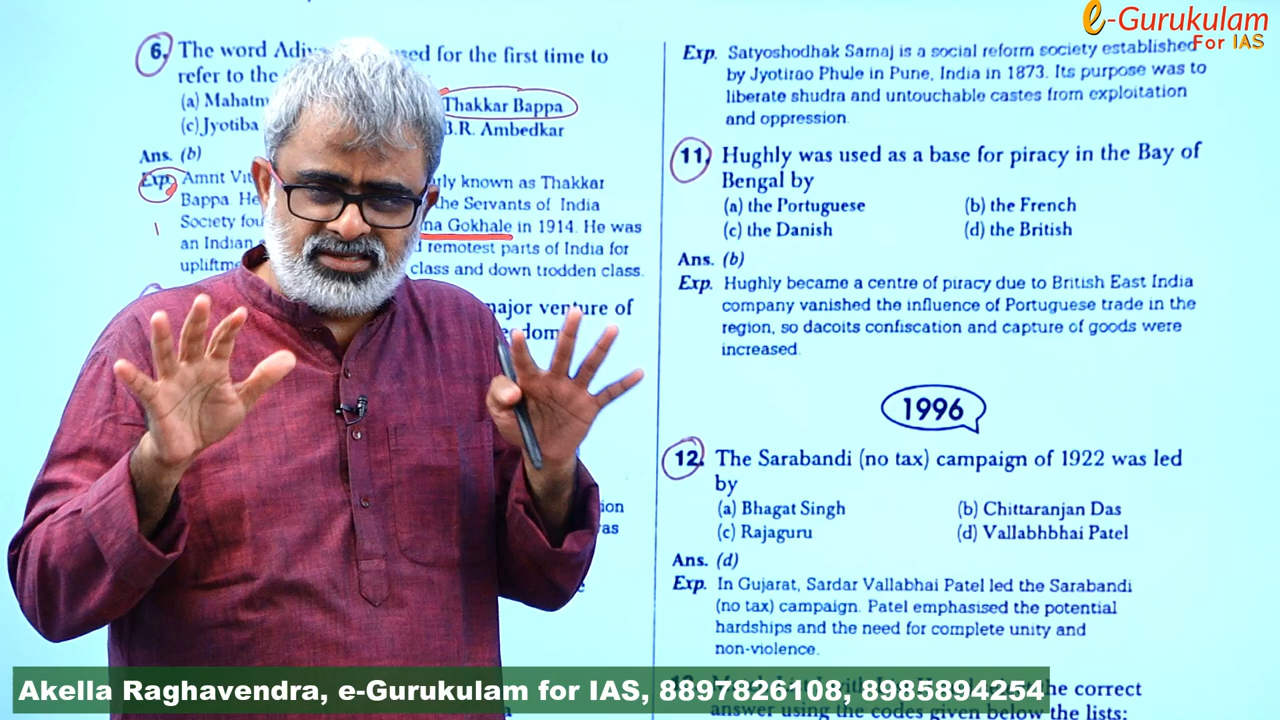 e-Gurukulam
For IAS
6. The word used for the first time to
refer to the
(a) Thakkar Bappa
(c) Jyotiba B.R. Ambedkar
Ans. (b)
Exp. Amrit known as Thakkar
Bappa. He the Servants of India
Society Gokhale in 1914. He was
an Indian remotest parts of India for
class and down trodden class.
major venture of
Exp. Satyoshodhak Samaj is a social reform society established
by Jyotirao Phule in Pune, India in 1873. Its purpose was to
liberate shudra and untouchable castes from exploitation
and oppression.
11. Hughly was used as a base for piracy in the Bay of
Bengal by
(a) the Portuguese (b) the French
(c) the Danish (d) the British
Ans. (b)
Exp. Hughly became a centre of piracy due to British East India
company vanished the influence of Portuguese trade in the
region, so dacoits confiscation and capture of goods were
increased.
1996
12. The Sarabandi (no tax) campaign of 1922 was led
by
(a) Bhagat Singh (b) Chittaranjan Das
(c) Rajaguru (d) Vallabhbhai Patel
Ans. (d)
Exp. In Gujarat, Sardar Vallabhai Patel led the Sarabandi
(no tax) campaign. Patel emphasised the potential
hardships and the need for complete unity and
non-violence.
the correct
answer using the codes given below the lists:
Akella Raghavendra, e-Gurukulam for IAS, 8897826108, 8985894254